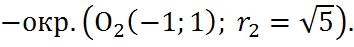 −окр. (O₂(−1; 1); r₂ = √5).